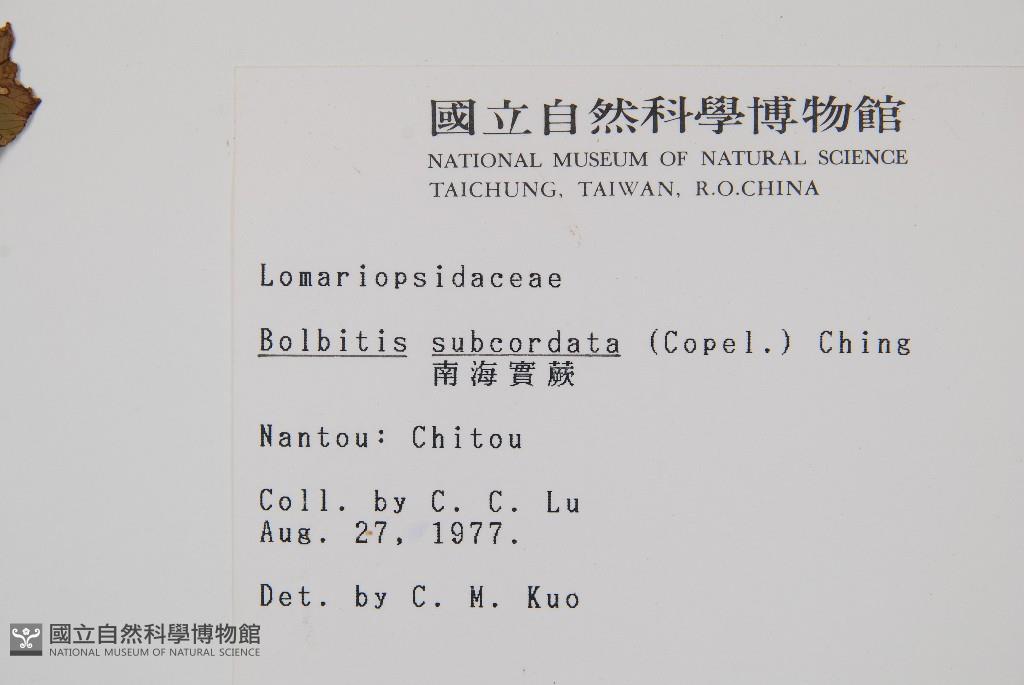 國立自然科學博物館
NATIONAL MUSEUM OF NATURAL SCIENCE
TAICHUNG, TAIWAN, R.O.CHINA
Lomariopsidaceae
Bolbitis subcordata (Copel.) Ching
南海實蕨
Nantou: Chitou
Coll. by C. C. Lu
Aug. 27, 1977.
Det. by C. M. Kuo
國立自然科學博物館
NATIONAL MUSEUM OF NATURAL SCIENCE